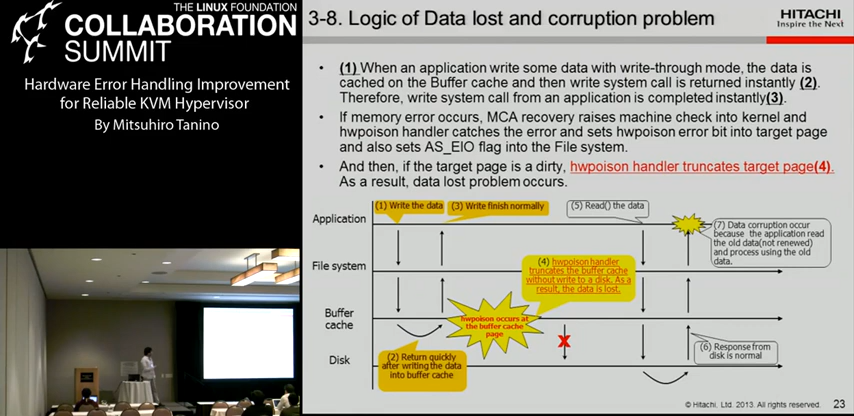 THE LINUX FOUNDATION
COLLABORATION
SUMMIT
Hardware Error Handling Improvement
for Reliable KVM Hypervisor
By Mitsuhiro Tanino
3-8. Logic of Data lost and corruption problem
HITACHI
Inspire the Next
• (1) When an application write some data with write-through mode, the data is
cached on the Buffer cache and then write system call is returned instantly (2).
Therefore, write system call from an application is completed instantly(3).
• If memory error occurs, MCA recovery raises machine check into kernel and
hwpoison handler catches the error and sets hwpoison error bit into target page
and also sets AS_EIO flag into the File system.
• And then, if the target page is a dirty, hwpoison handler truncates target page(4).
As a result, data lost problem occurs.
(1) Write the data
(3) Write finish normally
(5) Read() the data
Application
(7) Data corruption occur
because the application read
the old data(not renewed)
and process using the old
data.
File system
(4) hwpoison handler
truncates the buffer cache
without write to a disk. As a
result, the data is lost.
Buffer
cache
hwpoison occurs at
the buffer cache
page
(2) Return quickly
after writing the data
into buffer cache
X
(6) Response from
disk is normal
Disk
© Hitachi, Ltd. 2013. All rights reserved.
23